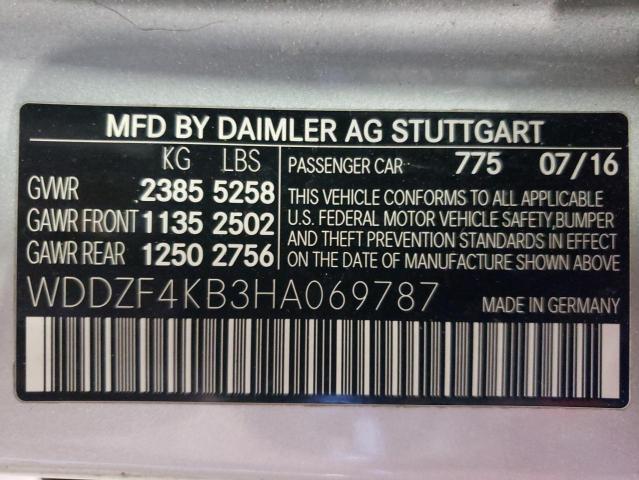 MFD BY DAIMLER AG STUTTGART
KG LBS
GVWR 2385 5258
GAWR FRONT 1135 2502
GAWR REAR 1250 2756
PASSENGER CAR 775 07/16
THIS VEHICLE CONFORMS TO ALL APPLICABLE
U.S. FEDERAL MOTOR VEHICLE SAFETY,BUMPER
AND THEFT PREVENTION STANDARDS IN EFFECT
ON THE DATE OF MANUFACTURE SHOWN ABOVE
WDDZF4KB3HA069787 MADE IN GERMANY